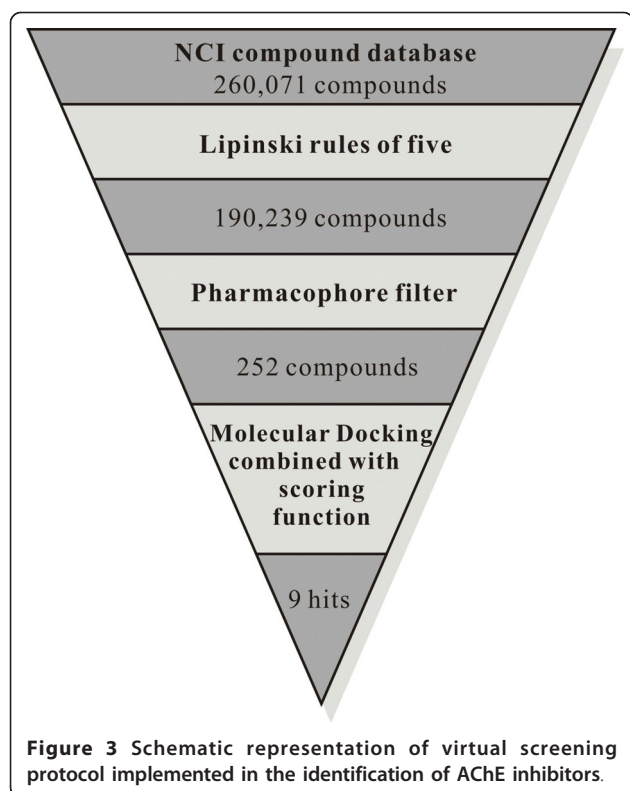 NCI compound database
260,071 compounds
Lipinski rules of five
190,239 compounds
Pharmacophore filter
252 compounds
Molecular Docking
combined with
scoring
function
9 hits
Figure 3 Schematic representation of virtual screening
protocol implemented in the identification of AChE inhibitors.